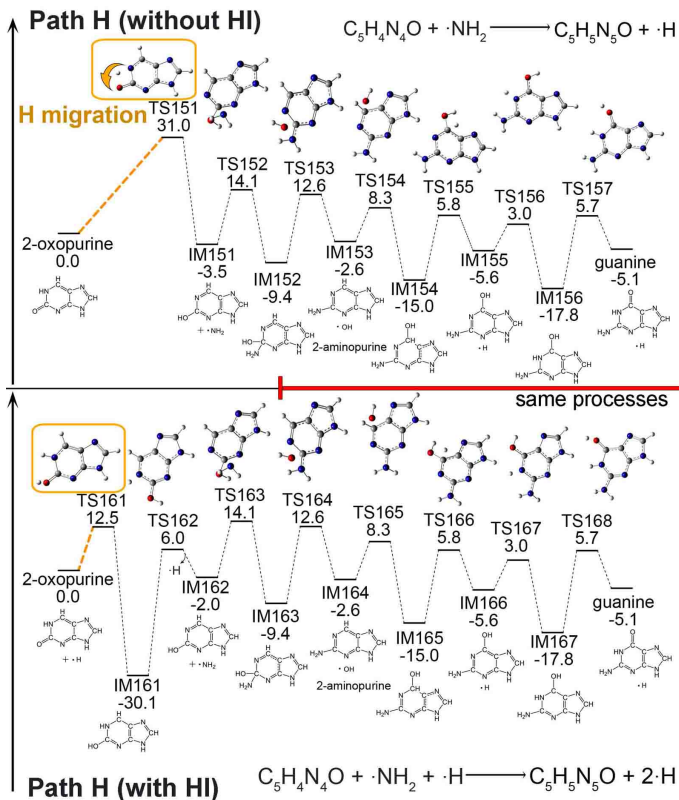 Path H (without HI)
C5H4N4O + ·NH2 → C5H5N5O + ·H
H migration
TS151
31.0
TS152
14.1
TS153
12.6
TS154
8.3
TS155
5.8
TS156
3.0
TS157
5.7
2-oxopurine
0.0
IM151
-3.5
+ ·NH2
IM152
-9.4
IM153
-2.6
· OH
2-aminopurine
IM154
-15.0
IM155
-5.6
· H
IM156
-17.8
guanine
-5.1
· H
same processes
TS161
12.5
TS162
6.0
TS163
14.1
TS164
12.6
TS165
8.3
TS166
5.8
TS167
3.0
TS168
5.7
2-oxopurine
0.0
+ · H
IM161
-30.1
·H
IM162
-2.0
+ ·NH2
IM163
-9.4
IM164
-2.6
· OH
2-aminopurine
IM165
-15.0
IM166
-5.6
· H
IM167
-17.8
guanine
-5.1
· H
Path H (with HI)
C5H4N4O + ·NH2 + ·H → C5H5N5O + 2·H